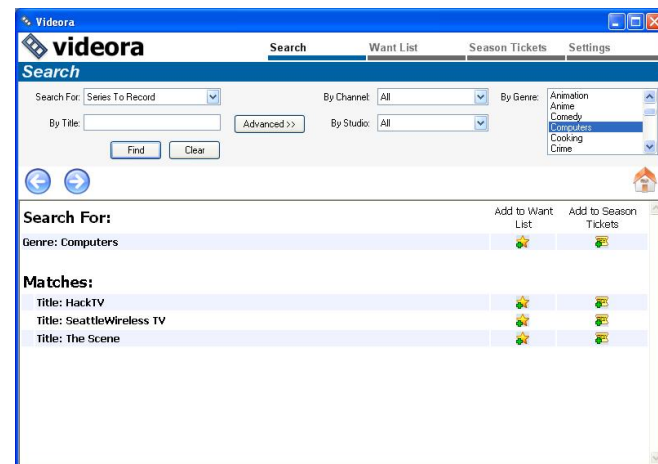 Videora
videora
Search Want List Season Tickets Settings
Search
Search For: Series To Record By Channel: All By Genre: Animation
Anime
By Title: Advanced >> By Studio: All Comedy
Computers
Cooking
Find Clear Crime
Search For: Add to Want List Add to Season Tickets
Genre: Computers
Matches:
Title: HackTV
Title: SeattleWireless TV
Title: The Scene